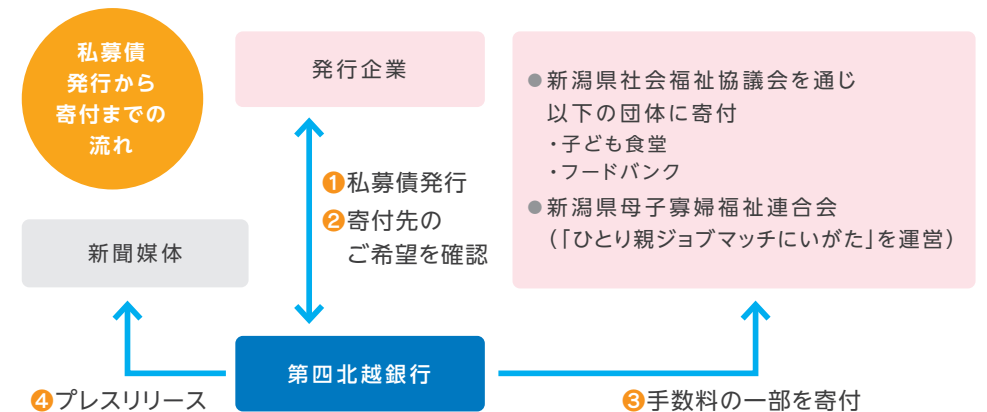 私募債
発行から
寄付までの
流れ
発行企業
❶私募債発行
❷寄付先の
ご希望を確認
●新潟県社会福祉協議会を通じ
以下の団体に寄付
・子ども食堂
・フードバンク
●新潟県母子寡婦福祉連合会
(「ひとり親ジョブマッチにいがた」を運営)
新聞媒体
第四北越銀行
❹プレスリリース
❸手数料の一部を寄付